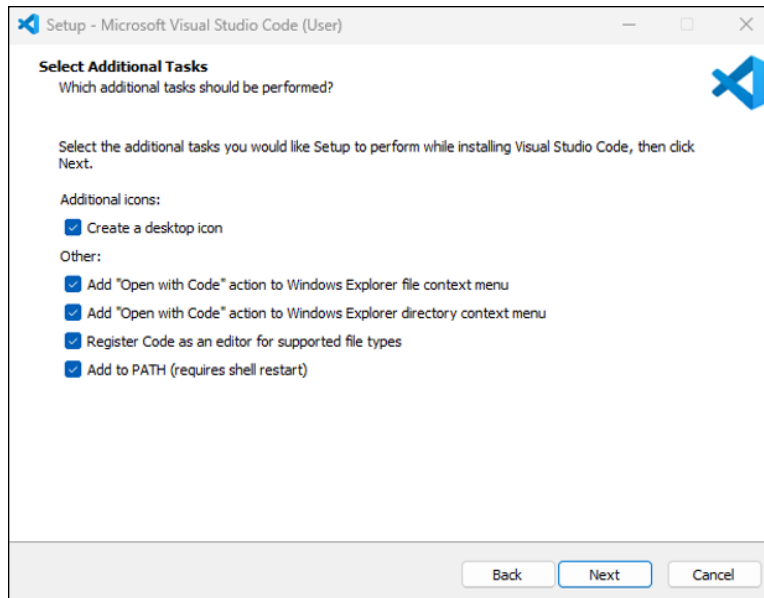 Setup - Microsoft Visual Studio Code (User)
Select Additional Tasks
Which additional tasks should be performed?
Select the additional tasks you would like Setup to perform while installing Visual Studio Code, then click
Next.
Additional icons:
Create a desktop icon
Other:
Add "Open with Code" action to Windows Explorer file context menu
Add "Open with Code" action to Windows Explorer directory context menu
Register Code as an editor for supported file types
Add to PATH (requires shell restart)
Back Next Cancel